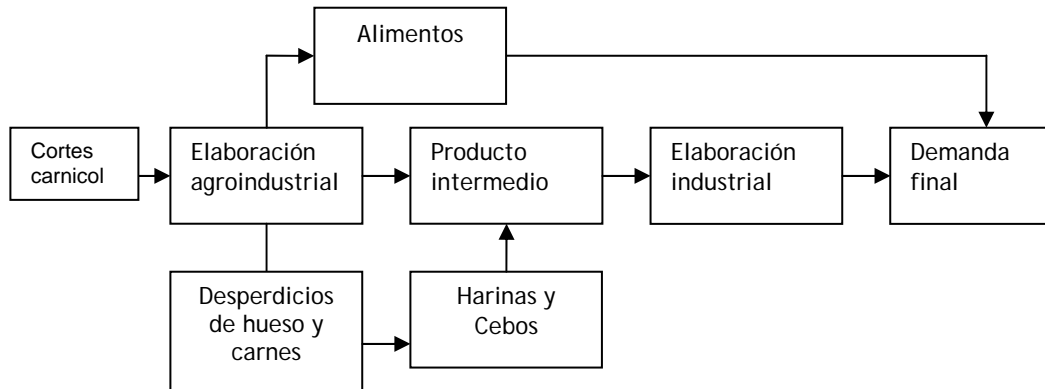 Alimentos
Cortes
carnicol
Elaboración
agroindustrial
Producto
intermedio
Elaboración
industrial
Demanda
final
Desperdicios
de hueso y
carnes
Harinas y
Cebos